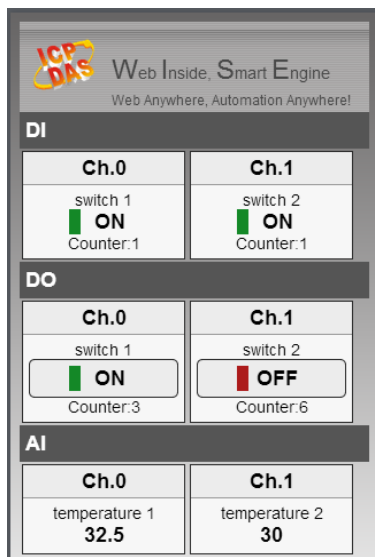 ICP
DAS
Web Inside, Smart Engine
Web Anywhere, Automation Anywhere!
DI
Ch.0 Ch.1
switch 1 switch 2
ON ON
Counter:1 Counter:1
DO
Ch.0 Ch.1
switch 1 switch 2
ON OFF
Counter:3 Counter:6
AI
Ch.0 Ch.1
temperature 1 temperature 2
32.5 30